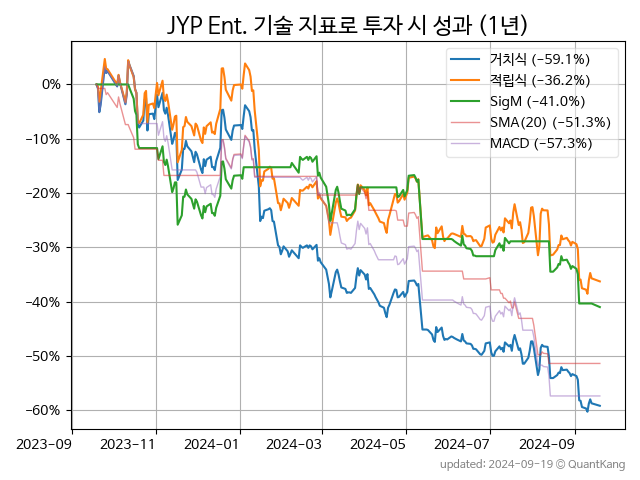 JYP Ent. 기술 지표로 투자 시 성과 (1년)
거치식 (−59.1%)
적립식 (−36.2%)
SigM (−41.0%)
SMA(20) (−51.3%)
MACD (−57.3%)
0%
−10%
−20%
−30%
−40%
−50%
−60%
2023-09 2023-11 2024-01 2024-03 2024-05 2024-07 2024-09
updated: 2024-09-19 © QuantKang